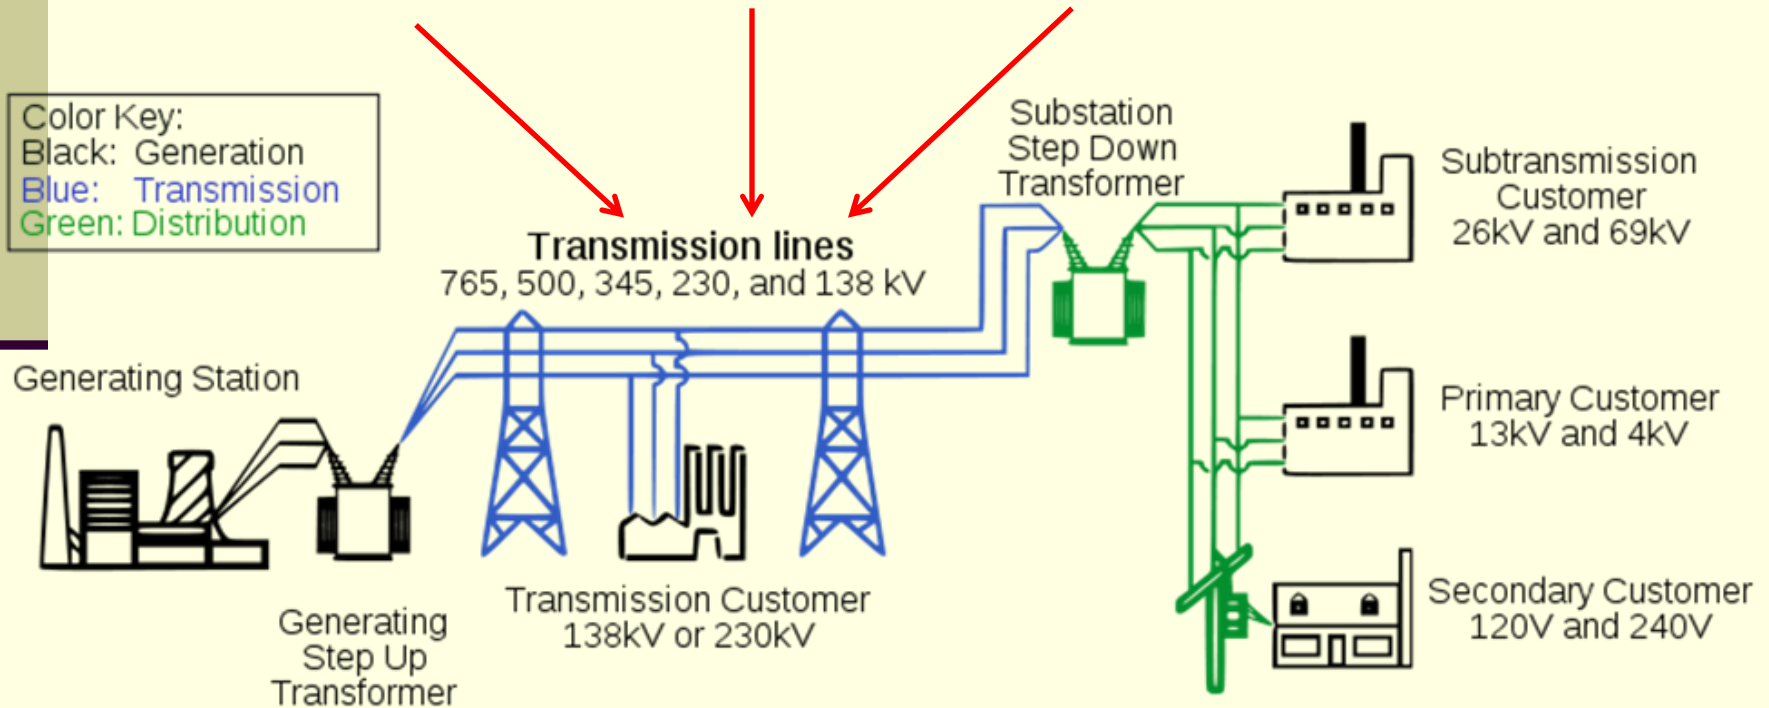 Color Key:
Black: Generation
Blue: Transmission
Green: Distribution
Substation
Step Down
Transformer
Subtransmission
Customer
26kV and 69kV
Transmission lines
765, 500, 345, 230, and 138 kV
Generating Station
Primary Customer
13kV and 4kV
Transmission Customer
138kV or 230kV
Secondary Customer
120V and 240V
Generating
Step Up
Transformer